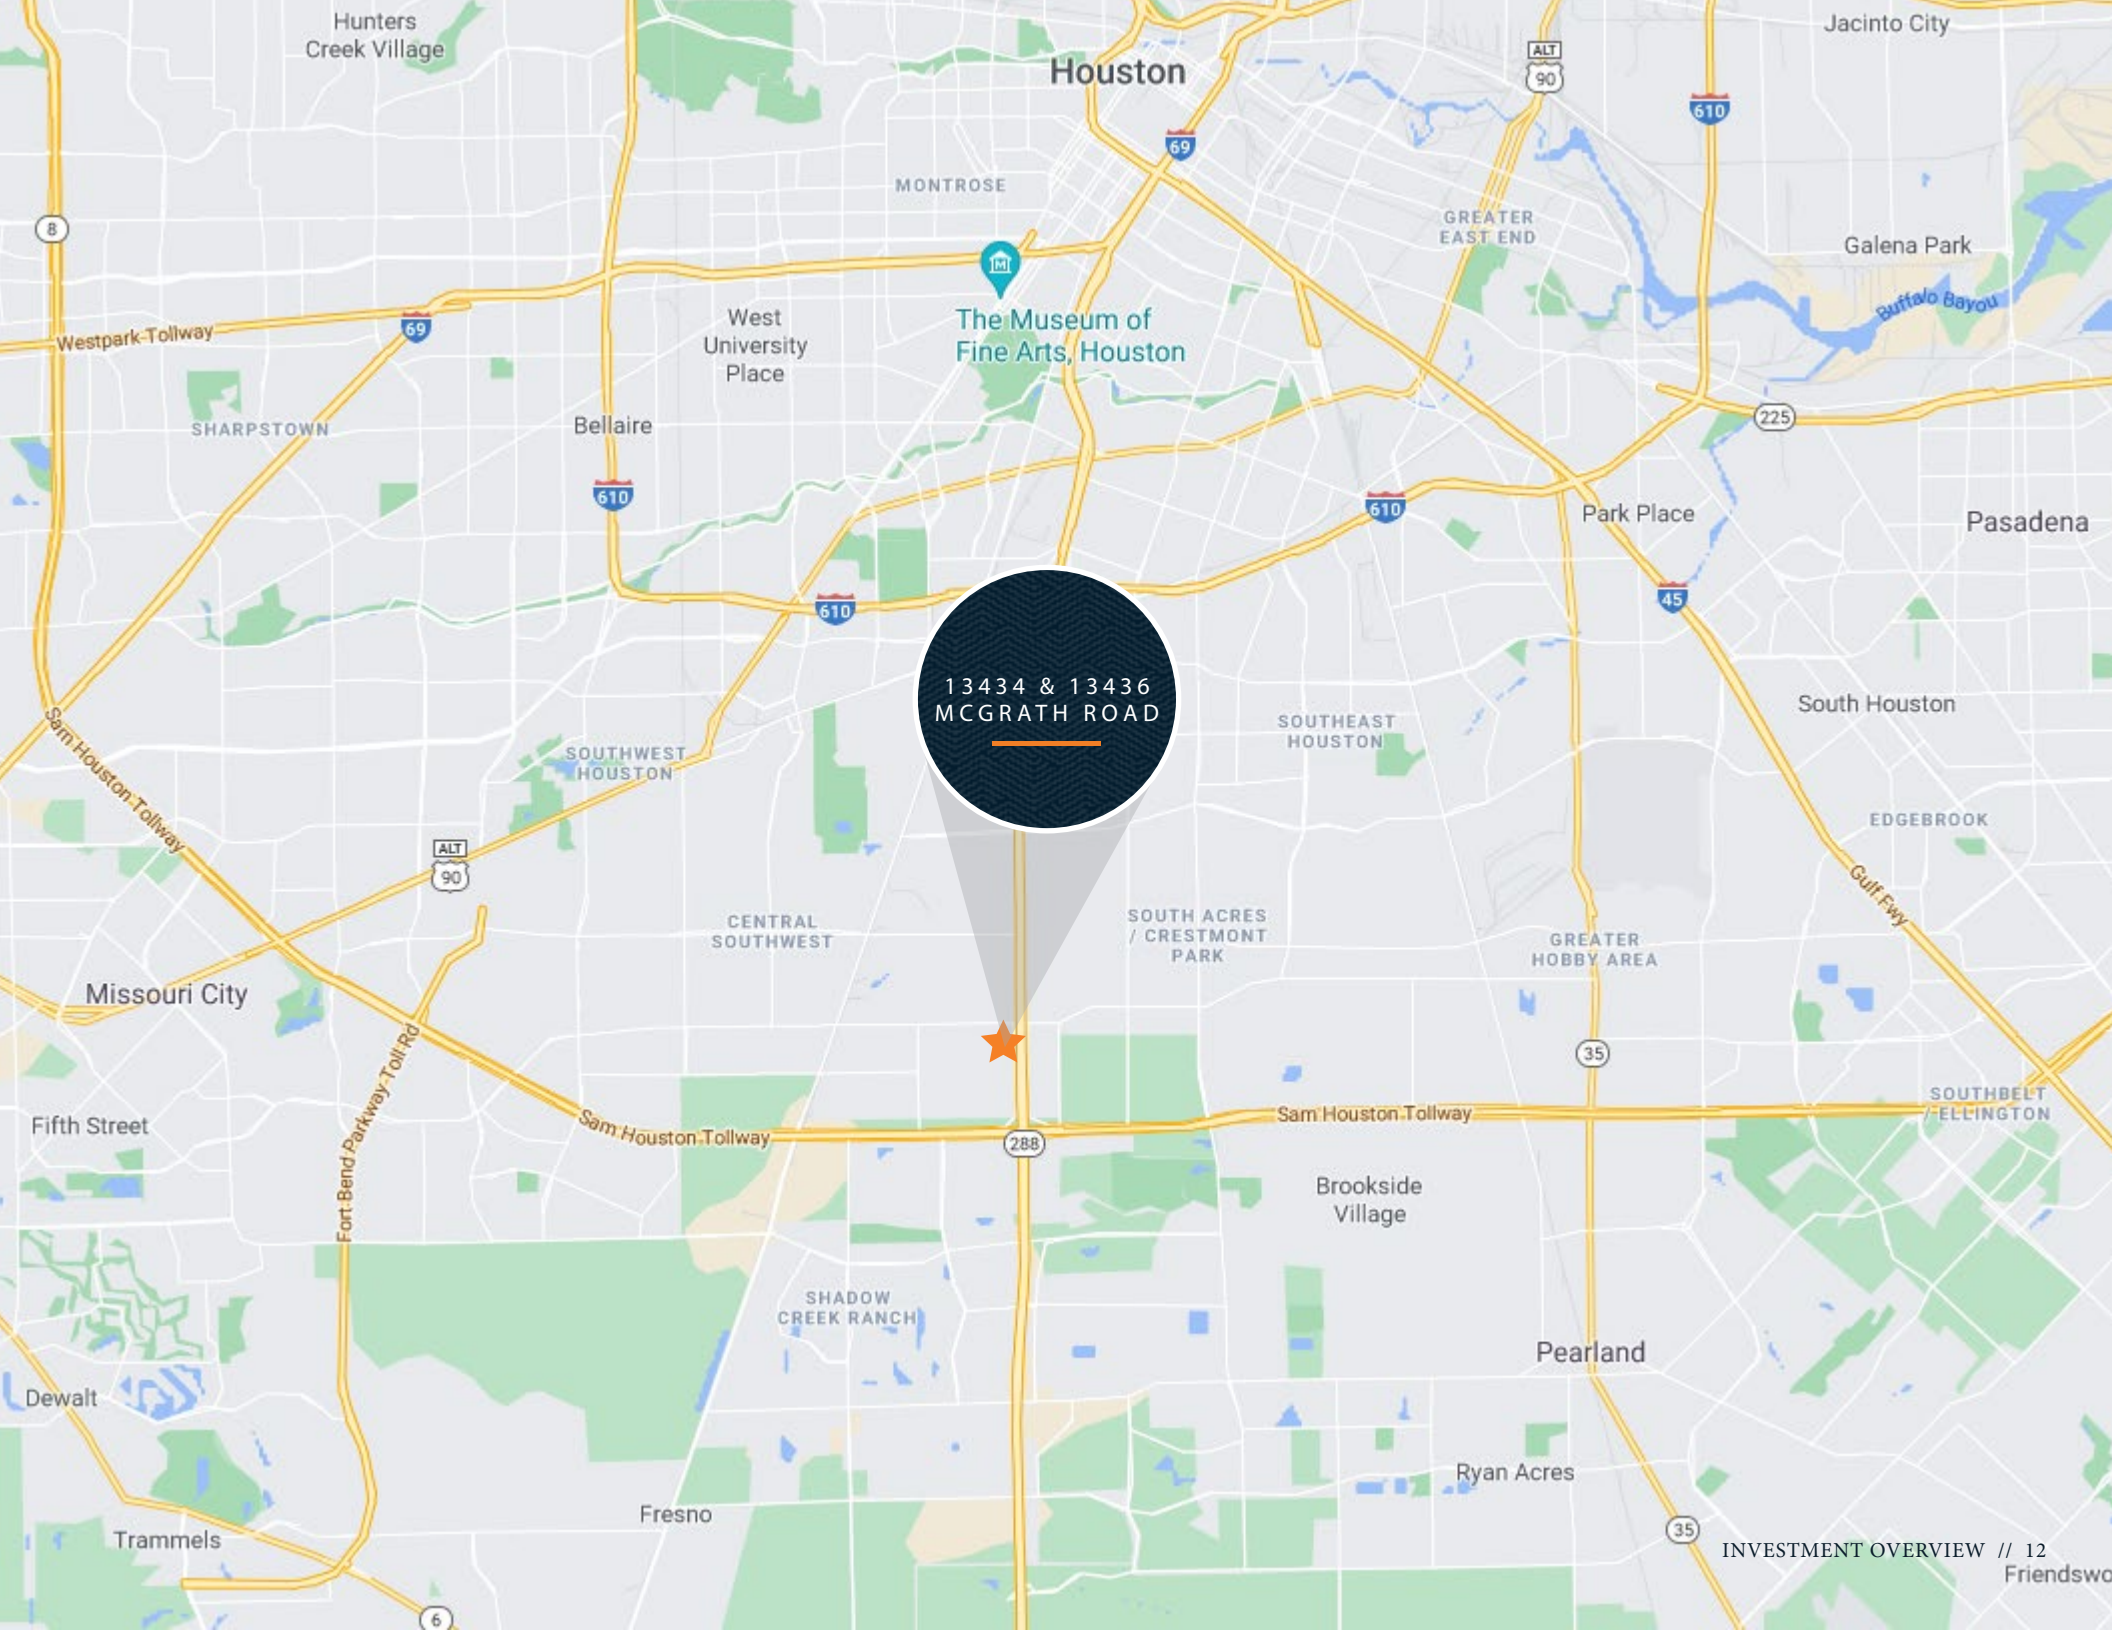 Hunters
Creek Village
Houston
ALT
90
Jacinto City
610
69
MONTROSE
8
GREATER
EAST END
Galena Park
Buffalo Bayou
Westpark Tollway
69
West
University
Place
The Museum of
Fine Arts, Houston
SHARPSTOWN
Bellaire
225
610
610
Park Place
Pasadena
610
45
13434 & 13436
MCGRATH ROAD
Sam Houston Tollway
SOUTHWEST
HOUSTON
SOUTHEAST
HOUSTON
South Houston
EDGEBROOK
ALT
90
Gulf Fwy
CENTRAL
SOUTHWEST
SOUTH ACRES
/ CRESTMONT
PARK
GREATER
HOBBY AREA
Missouri City
Fort Bend Parkway Toll Rd
35
Fifth Street
Sam Houston Tollway
288
Sam Houston Tollway
SOUTHBELT
/ ELLINGTON
Brookside
Village
SHADOW
CREEK RANCH
Pearland
Dewalt
Ryan Acres
Fresno
Trammels
35
INVESTMENT OVERVIEW // 12
Friendswo
6